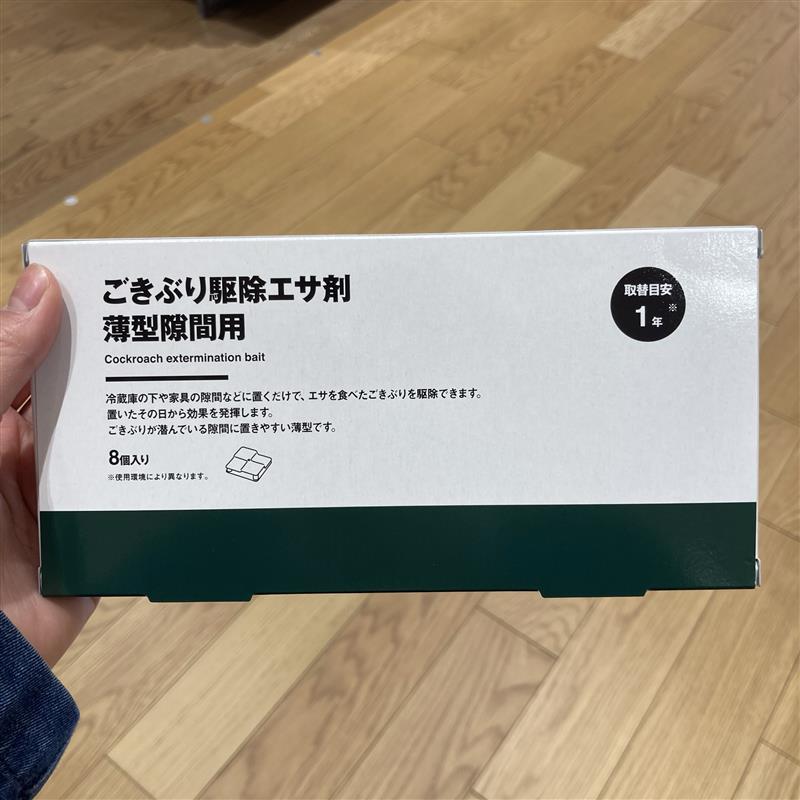 ごきぶり駆除エサ剤
薄型隙間用
Cockroach extermination bait
取替目安
1年※
冷蔵庫の下や家具の隙間などに置くだけで、エサを食べたごきぶりを駆除できます。
置いたその日から効果を発揮します。
ごきぶりが潜んでいる隙間に置きやすい薄型です。
8個入り
※使用環境により異なります。